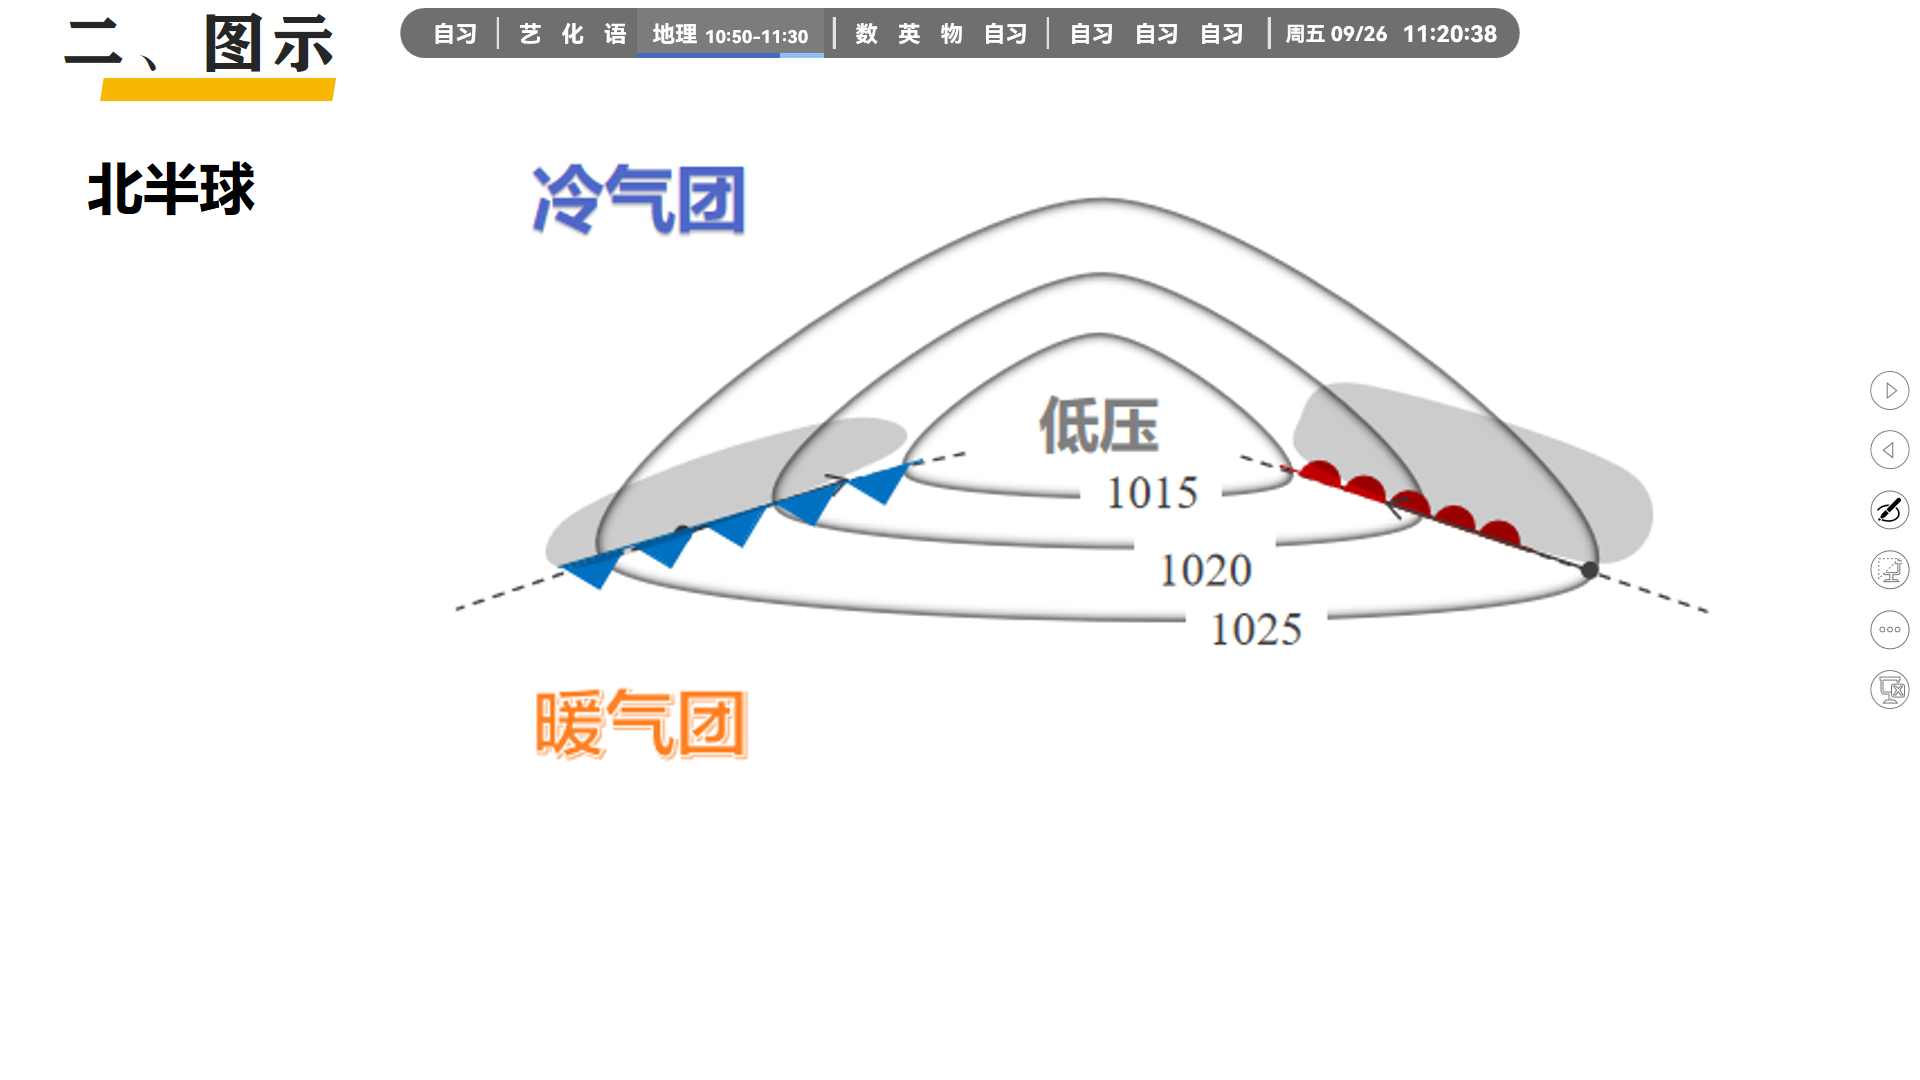 二、图示
自习 艺 化 语 地理 10:50-11:30 数 英 物 自习 自习 自习 自习 周五 09/26 11:20:38
北半球
冷气团
低压
1015
1020
1025
暖气团